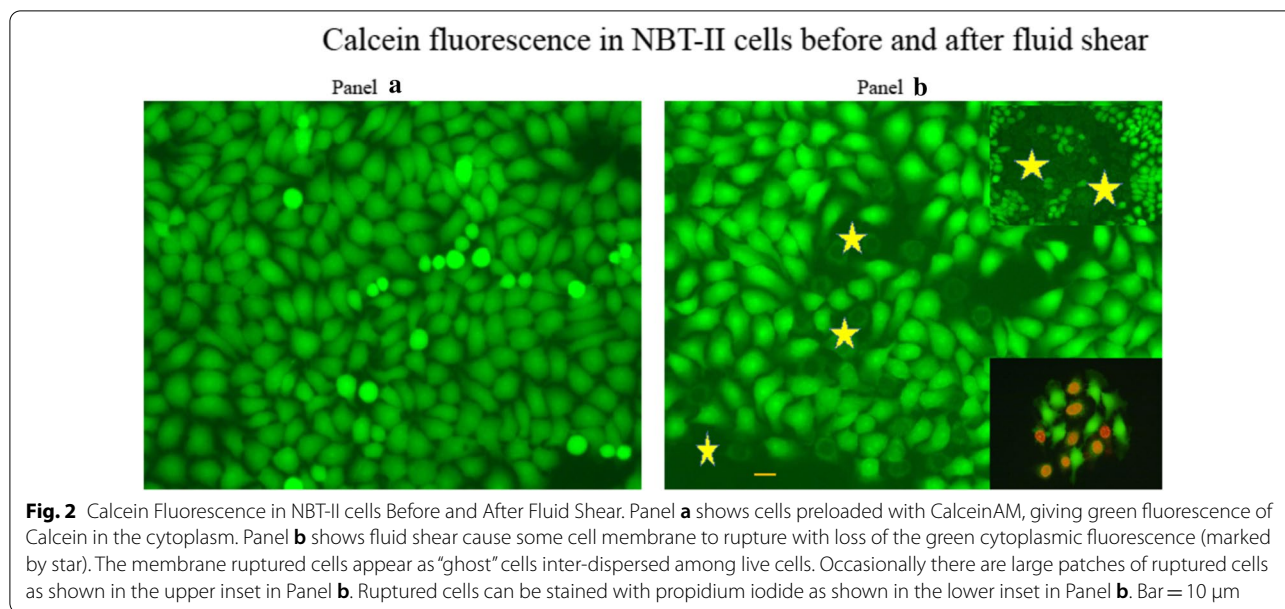 Calcein fluorescence in NBT-II cells before and after fluid shear
Panel a
Panel b
Fig. 2 Calcein Fluorescence in NBT-II cells Before and After Fluid Shear. Panel a shows cells preloaded with CalceinAM, giving green fluorescence of
Calcein in the cytoplasm. Panel b shows fluid shear cause some cell membrane to rupture with loss of the green cytoplasmic fluorescence (marked
by star). The membrane ruptured cells appear as “ghost” cells inter-dispersed among live cells. Occasionally there are large patches of ruptured cells
as shown in the upper inset in Panel b. Ruptured cells can be stained with propidium iodide as shown in the lower inset in Panel b. Bar = 10 μm